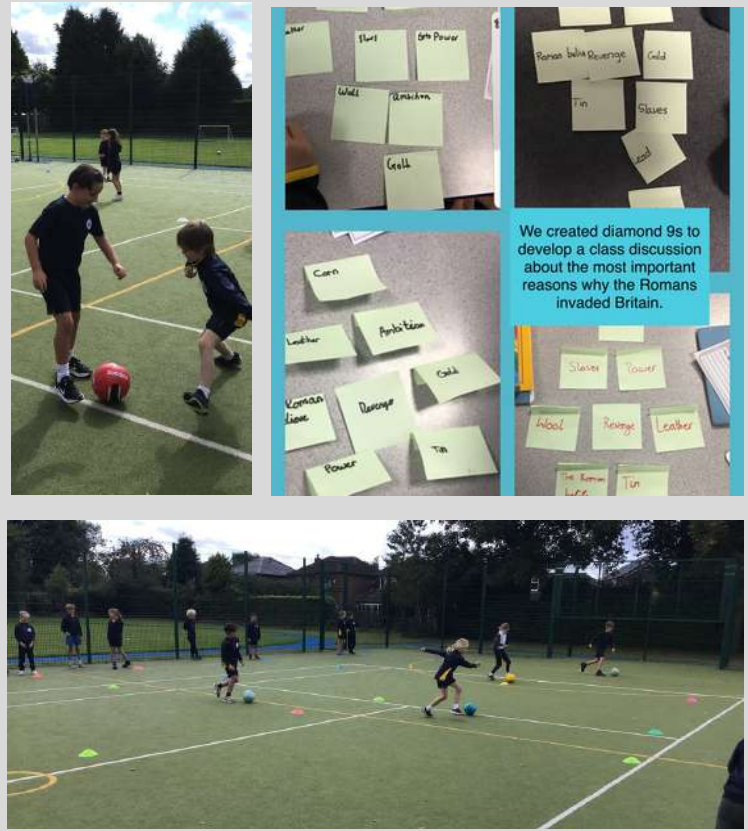 Slaves
Power
Wool
Ambition
Gold
Revenge
Gold
Tin
Slaves
Lead
We created diamond 9s to
develop a class discussion
about the most important
reasons why the Romans
invaded Britain.
Corn
Leather
Ambition
Gold
Roman
Revenge
Power
Tin
Slaves
Power
Wool
Revenge
Leather
The Roman
Tin